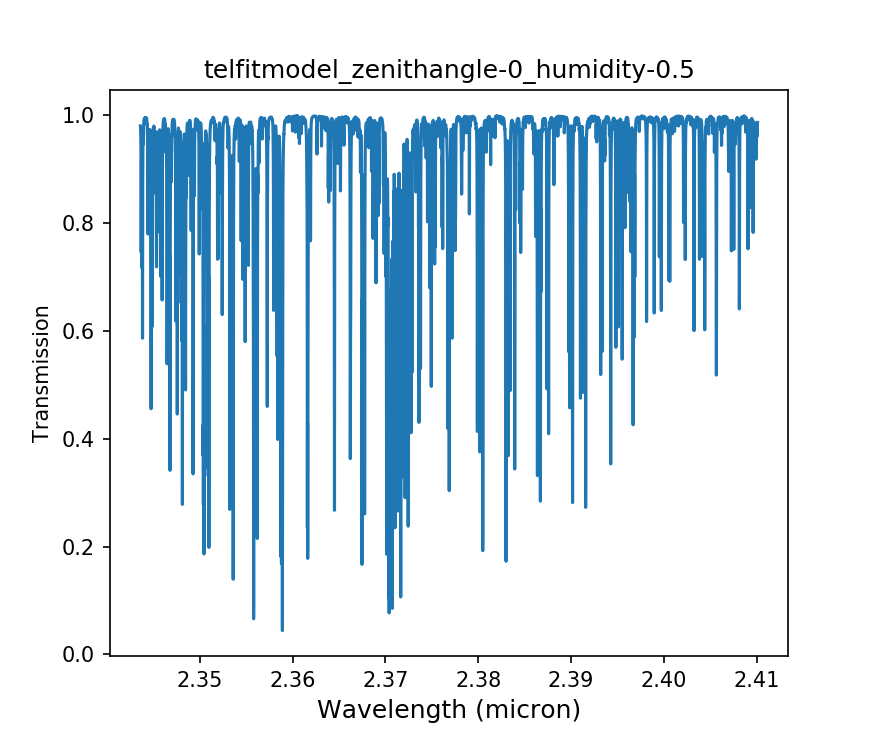 telfitmodel_zenithangle-0_humidity-0.5
Transmission
1.0
0.8
0.6
0.4
0.2
0.0
2.35 2.36 2.37 2.38 2.39 2.40 2.41
Wavelength (micron)